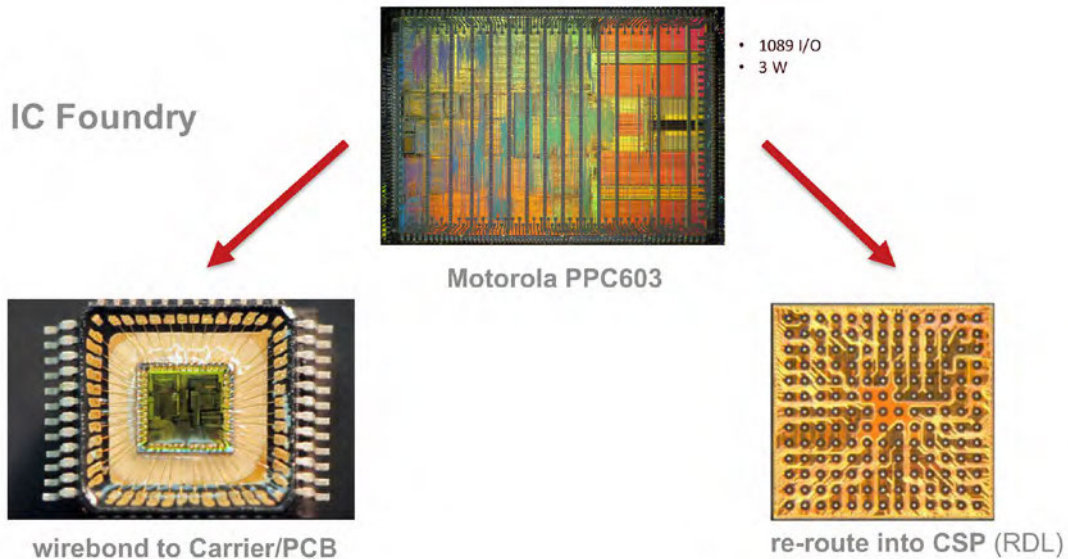 • 1089 I/O
• 3 W
IC Foundry
Motorola PPC603
wirebond to Carrier/PCB
re-route into CSP (RDL)